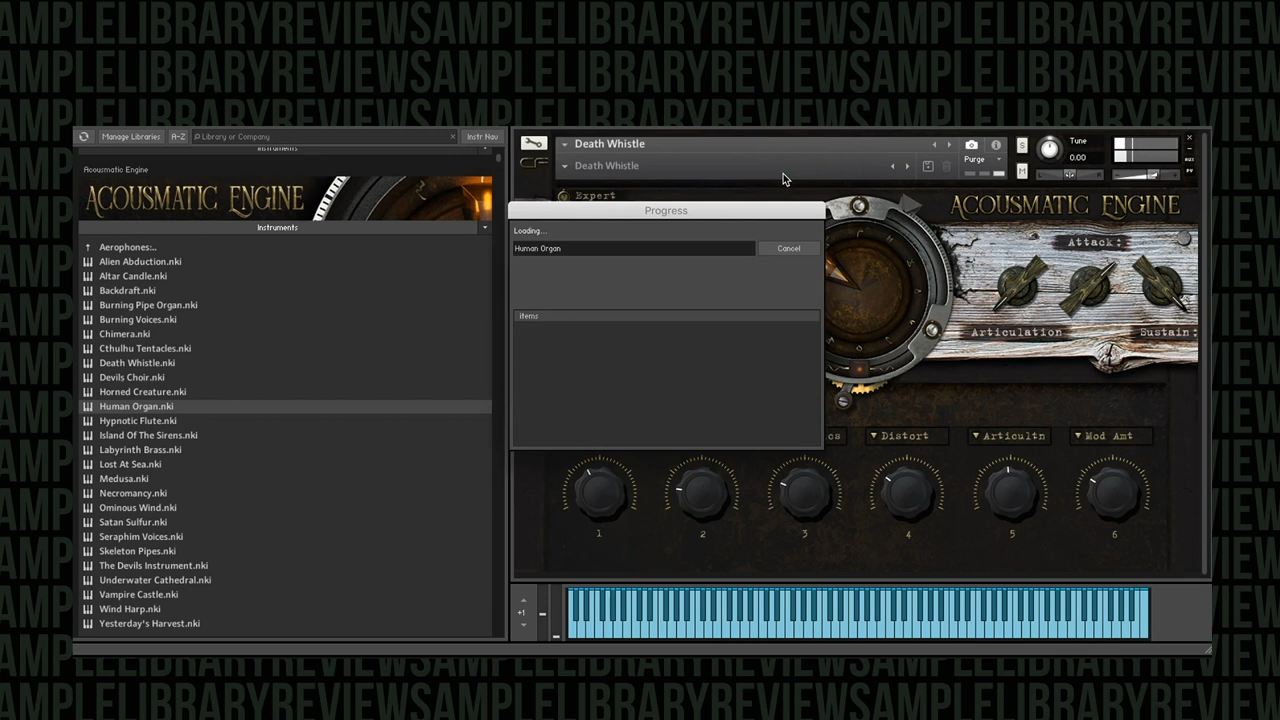 SAMPLELIBRARYREVIEW
Manage Libraries
A-Z
Library or Company
Instr Nav
Instruments
Acousmatic Engine
ACOUSMATIC ENGINE
Instruments
Aerophones:..
Alien Abduction.nki
Altar Candle.nki
Backdraft.nki
Burning Pipe Organ.nki
Burning Voices.nki
Chimera.nki
Cthulhu Tentacles.nki
Death Whistle.nki
Devils Choir.nki
Horned Creature.nki
Human Organ.nki
Hypnotic Flute.nki
Island Of The Sirens.nki
Labyrinth Brass.nki
Lost At Sea.nki
Medusa.nki
Necromancy.nki
Ominous Wind.nki
Satan Sulfur.nki
Seraphim Voices.nki
Skeleton Pipes.nki
The Devils Instrument.nki
Underwater Cathedral.nki
Vampire Castle.nki
Wind Harp.nki
Yesterday's Harvest.nki
Death Whistle
Death Whistle
Purge
S
M
Tune
0.00
AUX
PV
Expert
ACOUSMATIC ENGINE
Progress
Loading...
Human Organ
Cancel
items
Attack:
Articulation
Sustain:
cs
Distort
Articultn
Mod Amt
1
2
3
4
5
6
+1